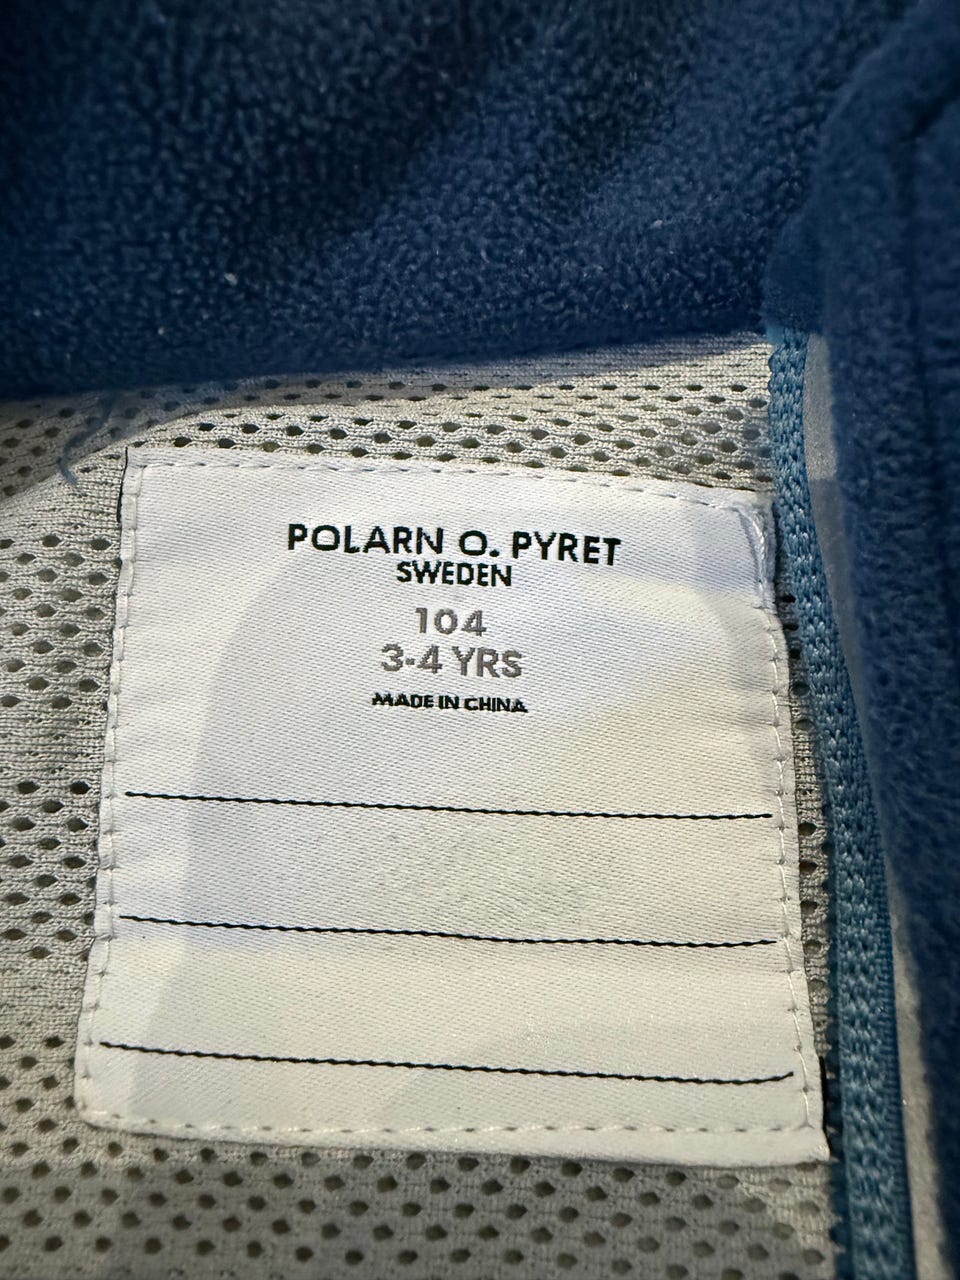 POLARN O. PYRET
SWEDEN
104
3-4 YRS
MADE IN CHINA